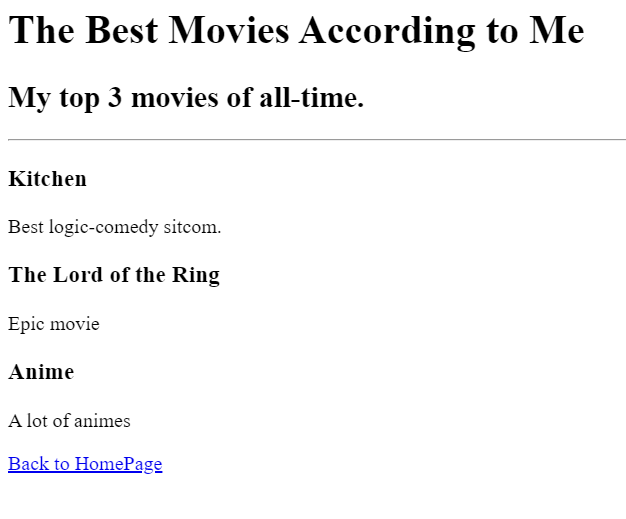 The Best Movies According to Me
My top 3 movies of all-time.
Kitchen
Best logic-comedy sitcom.
The Lord of the Ring
Epic movie
Anime
A lot of animes
Back to HomePage